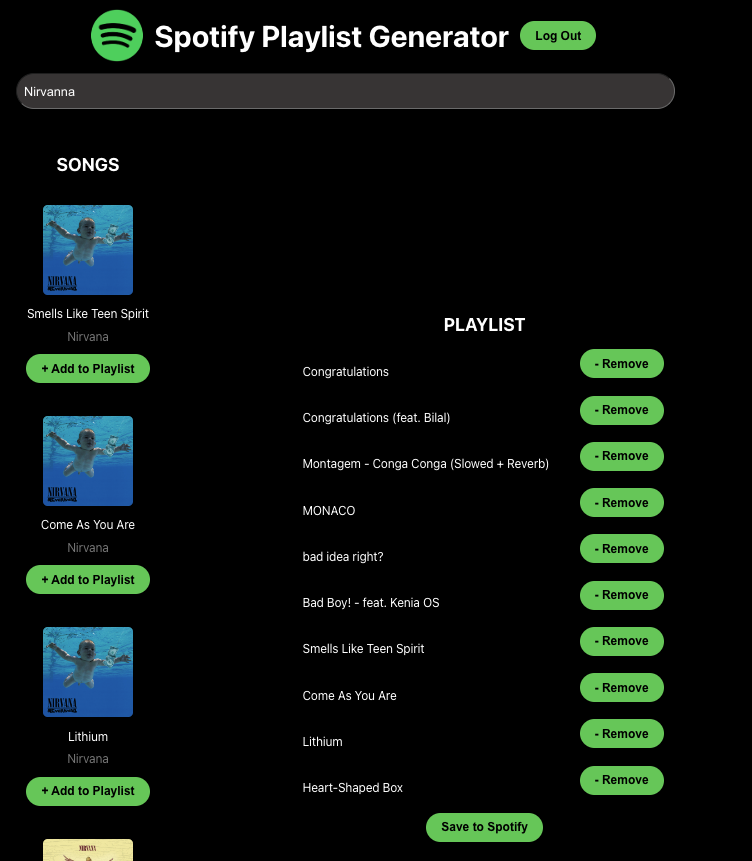 Spotify Playlist Generator
Log Out
Nirvanna
SONGS
NIRVANA
Smells Like Teen Spirit
Nirvana
+ Add to Playlist
NIRVANA
Come As You Are
Nirvana
+ Add to Playlist
NIRVANA
Lithium
Nirvana
+ Add to Playlist
NIRVANA
PLAYLIST
Congratulations
- Remove
Congratulations (feat. Bilal)
- Remove
Montagem - Conga Conga (Slowed + Reverb)
- Remove
MONACO
- Remove
bad idea right?
- Remove
Bad Boy! - feat. Kenia OS
- Remove
Smells Like Teen Spirit
- Remove
Come As You Are
- Remove
Lithium
- Remove
Heart-Shaped Box
- Remove
Save to Spotify